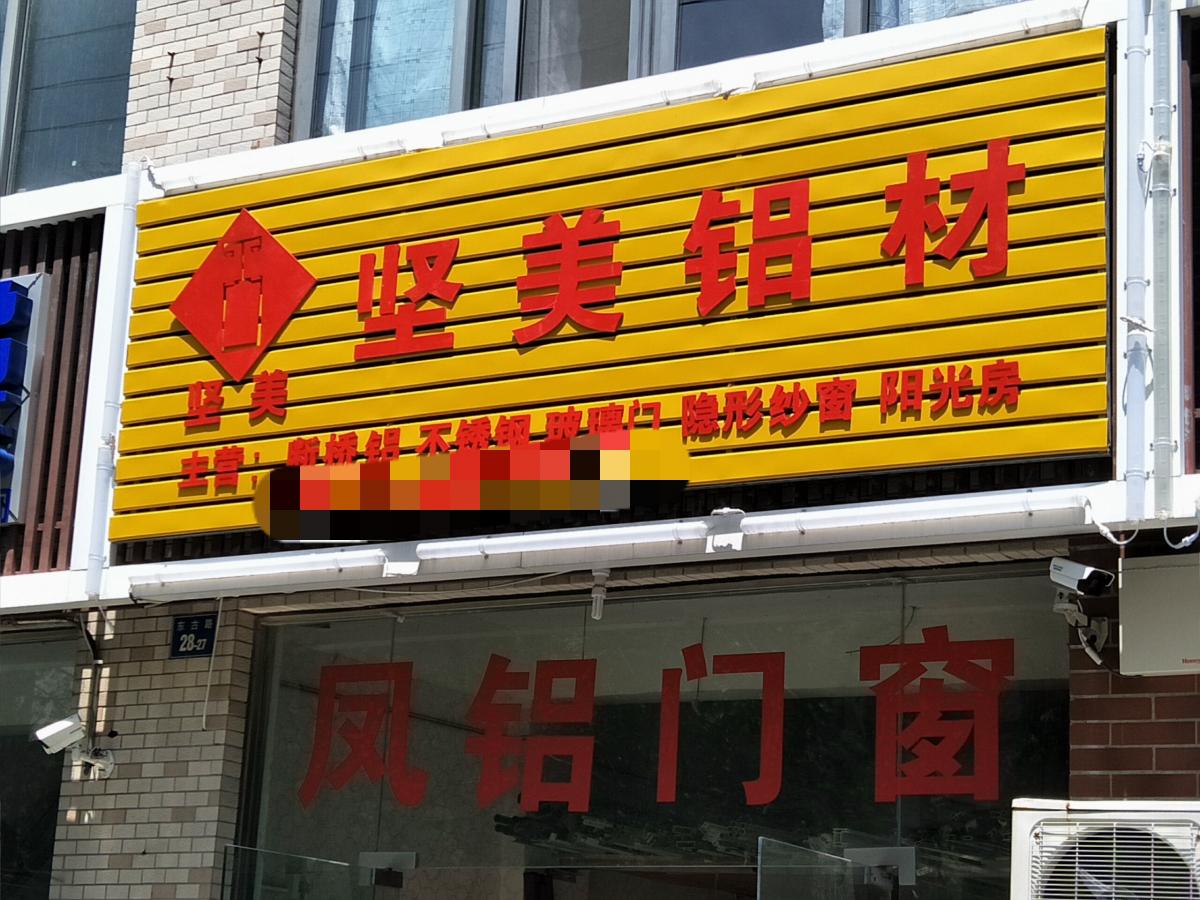 坚美铝材
坚美
主营：断桥铝 不锈钢 玻璃门 隐形纱窗 阳光房
东古路
28-27
凤铝门窗